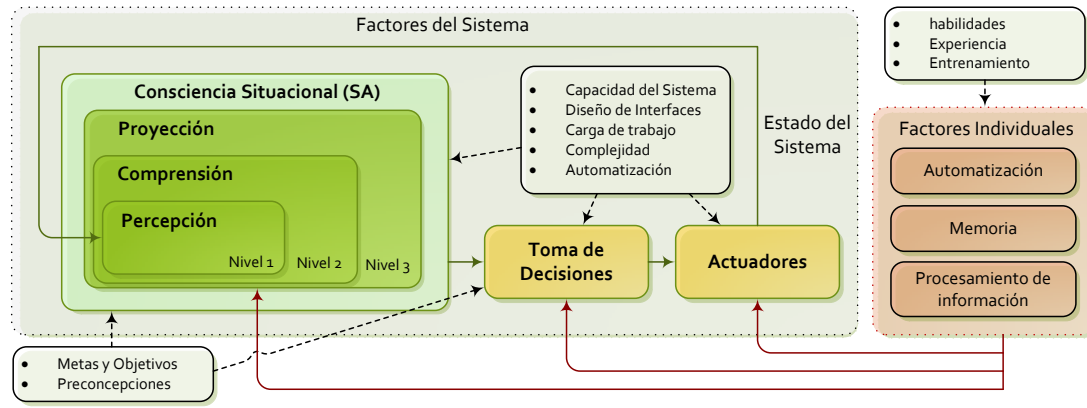 Factores del Sistema
Consciencia Situacional (SA)
Proyección
Comprensión
Percepción
Nivel 1
Nivel 2
Nivel 3
• Capacidad del Sistema
• Diseño de Interfaces
• Carga de trabajo
• Complejidad
• Automatización
Estado del
Sistema
Toma de
Decisiones
Actuadores
• Metas y Objetivos
• Preconcepciones
• habilidades
• Experiencia
• Entrenamiento
Factores Individuales
Automatización
Memoria
Procesamiento de
información